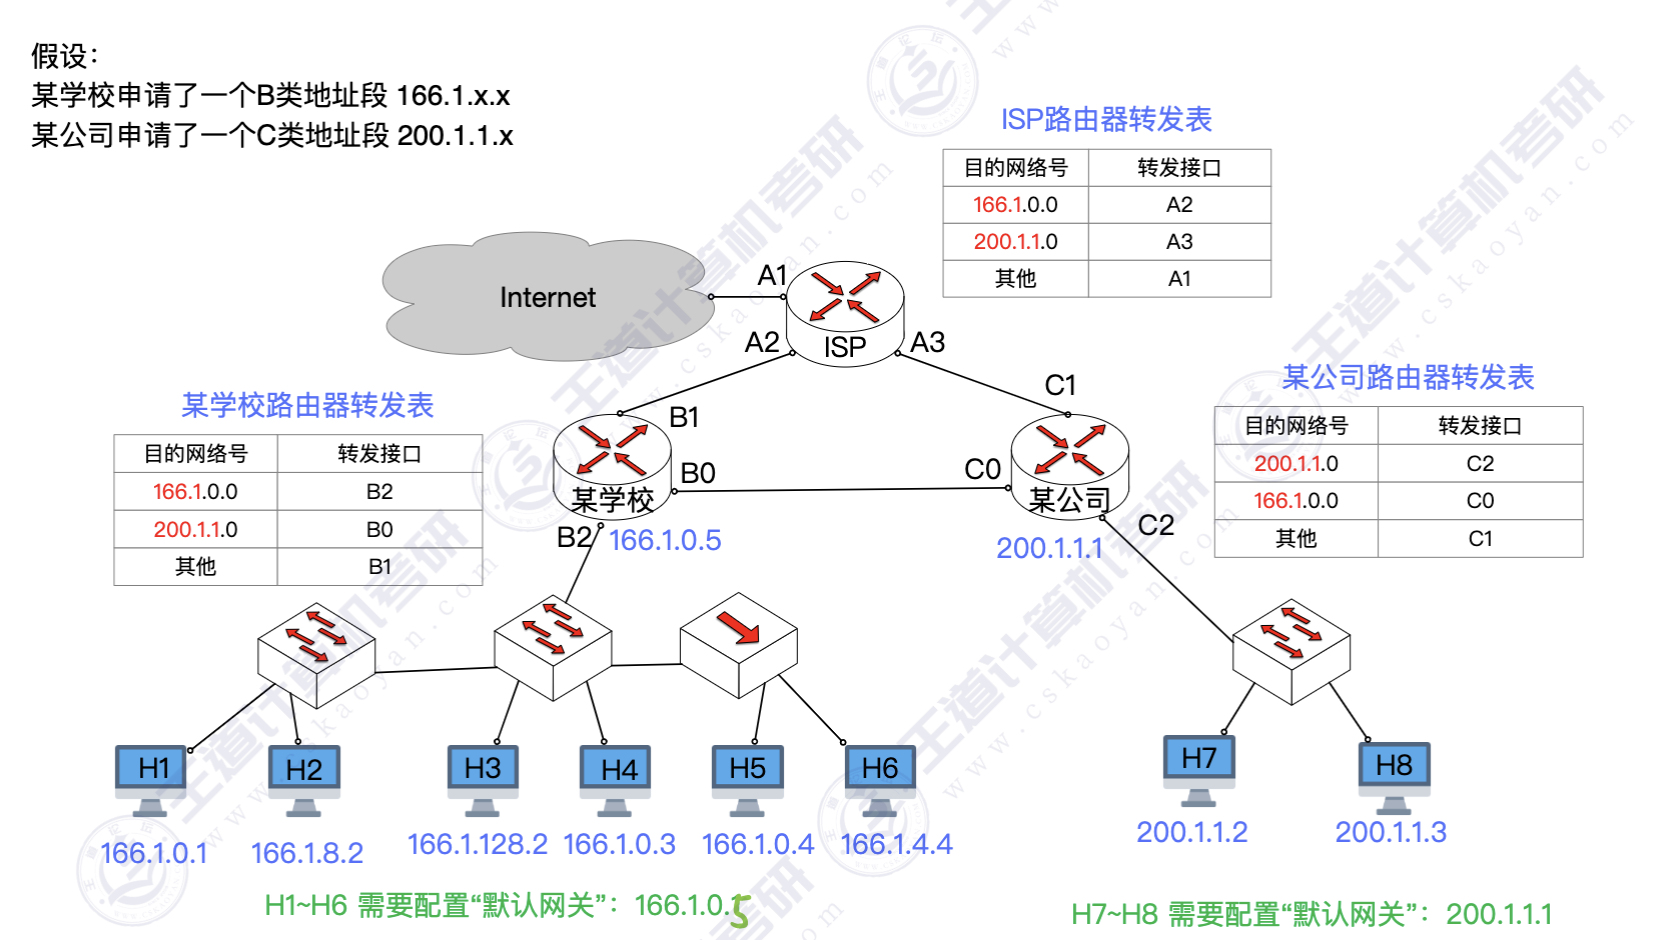 假设：
某学校申请了一个B类地址段 166.1.x.x
某公司申请了一个C类地址段 200.1.1.x
ISP路由器转发表
目的网络号 转发接口
166.1.0.0 A2
200.1.1.0 A3
其他 A1
Internet
A1
A2
ISP
A3
某学校路由器转发表
目的网络号 转发接口
166.1.0.0 B2
200.1.1.0 B0
其他 B1
B1
B0
某学校
B2
166.1.0.5
C1
C0
某公司
200.1.1.1
C2
某公司路由器转发表
目的网络号 转发接口
200.1.1.0 C2
166.1.0.0 C0
其他 C1
H1
H2
H3
H4
H5
H6
H7
H8
166.1.0.1
166.1.8.2
166.1.128.2
166.1.0.3
166.1.0.4
166.1.4.4
200.1.1.2
200.1.1.3
H1~H6 需要配置“默认网关”：166.1.0.5
H7~H8 需要配置“默认网关”：200.1.1.1
王道计算机考研
www.cskaoyan.com